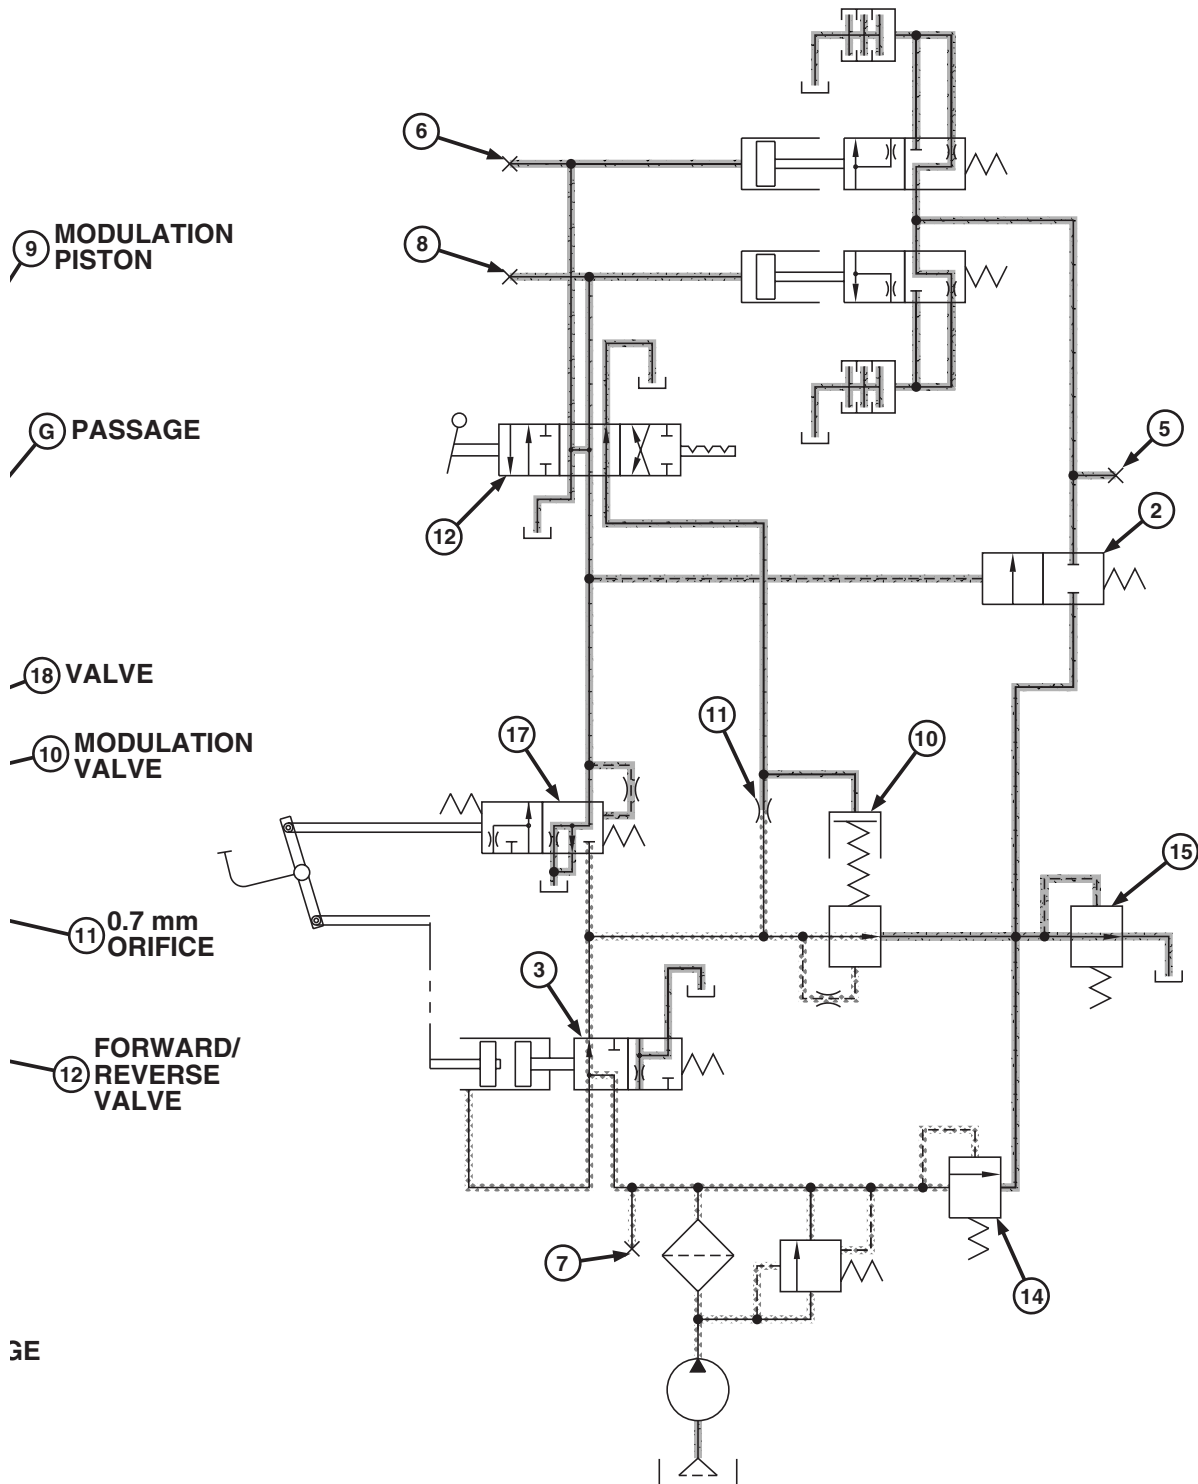 6
9 MODULATION
PISTON
8
G PASSAGE
5
2
12
18 VALVE
11
17
10
10 MODULATION
VALVE
15
11 0.7 mm
ORIFICE
3
12 FORWARD/
REVERSE
VALVE
7
14
GE